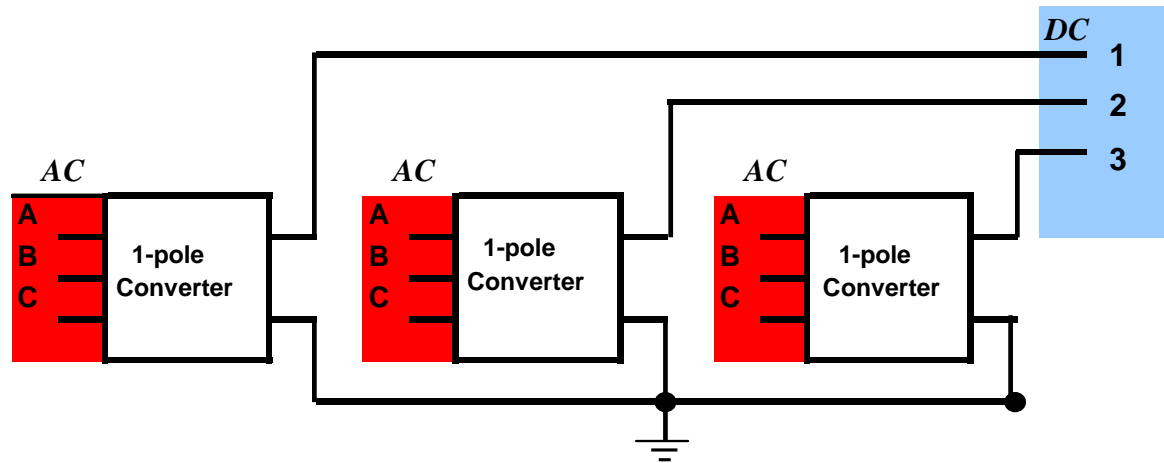 DC
1
2
3
AC
A
B
C
1-pole
Converter
AC
A
B
C
1-pole
Converter
AC
A
B
C
1-pole
Converter